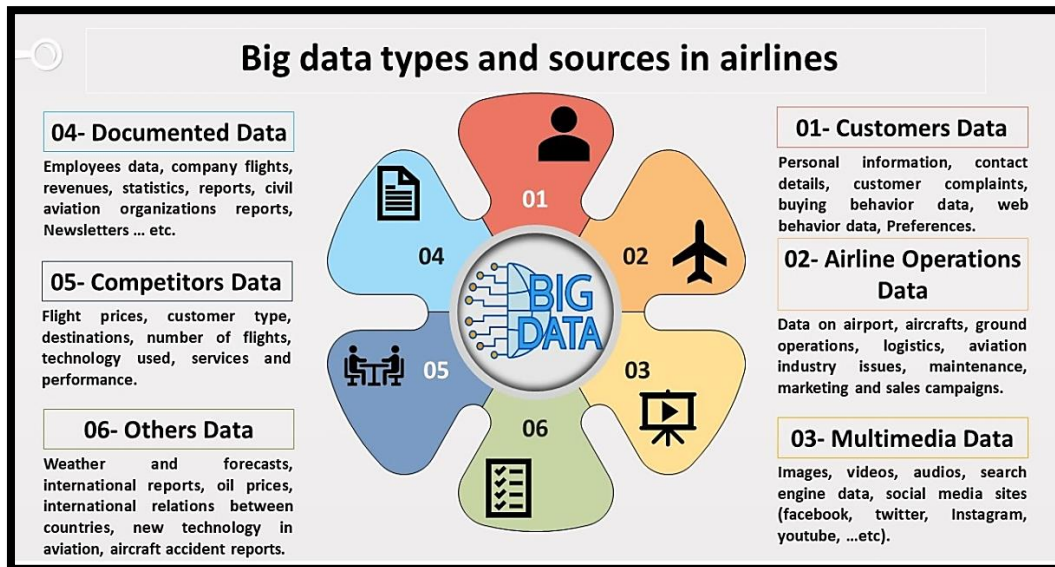 Big data types and sources in airlines
04- Documented Data
Employees data, company flights,
revenues, statistics, reports, civil
aviation organizations reports,
Newsletters ... etc.
05- Competitors Data
Flight prices, customer type,
destinations, number of flights,
technology used, services and
performance.
06- Others Data
Weather and forecasts,
international reports, oil prices,
international relations between
countries, new technology in
aviation, aircraft accident reports.
01
02
03
04
05
06
BIG
DATA
01- Customers Data
Personal information, contact
details, customer complaints,
buying behavior data, web
behavior data, Preferences.
02- Airline Operations
Data
Data on airport, aircrafts, ground
operations, logistics, aviation
industry issues, maintenance,
marketing and sales campaigns.
03- Multimedia Data
Images, videos, audios, search
engine data, social media sites
(facebook, twitter, Instagram,
youtube, ...etc).